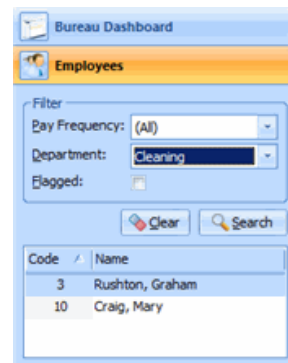 Bureau Dashboard
Employees
Filter
Pay Frequency: (All)
Department: Cleaning
Flagged:
Clear Search
Code Name
3 Rushton, Graham
10 Craig, Mary